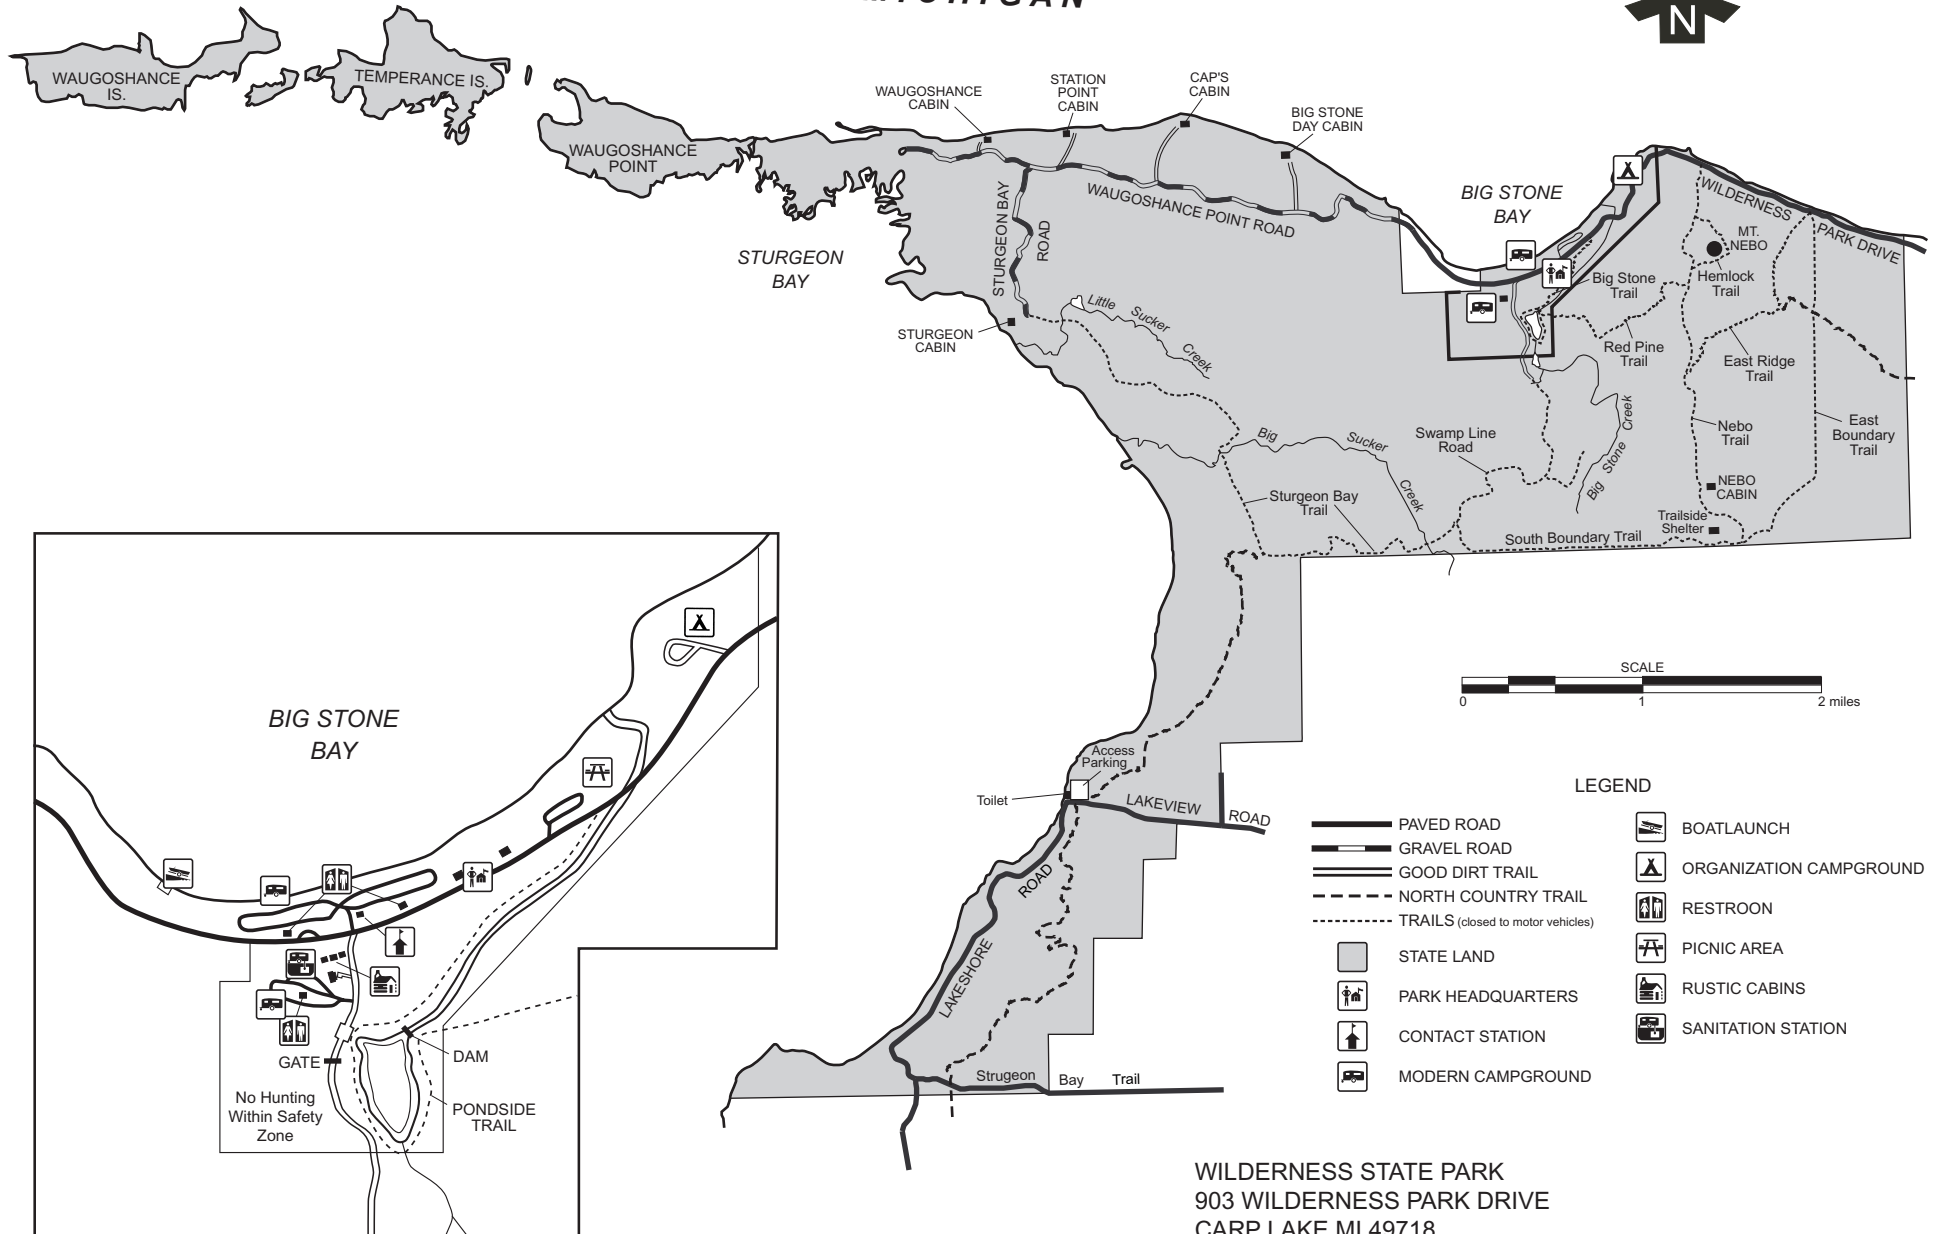 MICHIGAN
N
WAUGOSHANCE
IS.
TEMPERANCE IS.
WAUGOSHANCE
POINT
WAUGOSHANCE
CABIN
STATION
POINT
CABIN
CAP'S
CABIN
BIG STONE
DAY CABIN
BIG STONE
BAY
STURGEON
BAY
STURGEON BAY
ROAD
WAUGOSHANCE POINT ROAD
WILDERNESS
PARK DRIVE
MT.
NEBO
Hemlock
Trail
Big Stone
Trail
Red Pine
Trail
East Ridge
Trail
Little Sucker Creek
STURGEON
CABIN
Big Sucker Creek
Swamp Line
Road
Big Stone Creek
Nebo
Trail
East
Boundary
Trail
NEBO
CABIN
Trailside
Shelter
Sturgeon Bay
Trail
South Boundary Trail
Access
Parking
Toilet
LAKEVIEW
ROAD
LAKESHORE
ROAD
Strugeon Bay Trail
BIG STONE
BAY
GATE
DAM
No Hunting
Within Safety
Zone
PONDSIDE
TRAIL
SCALE
0 1 2 miles
LEGEND
PAVED ROAD
GRAVEL ROAD
GOOD DIRT TRAIL
NORTH COUNTRY TRAIL
TRAILS (closed to motor vehicles)
STATE LAND
PARK HEADQUARTERS
CONTACT STATION
MODERN CAMPGROUND
BOATLAUNCH
ORGANIZATION CAMPGROUND
RESTROON
PICNIC AREA
RUSTIC CABINS
SANITATION STATION
WILDERNESS STATE PARK
903 WILDERNESS PARK DRIVE
CARP LAKE MI 49718